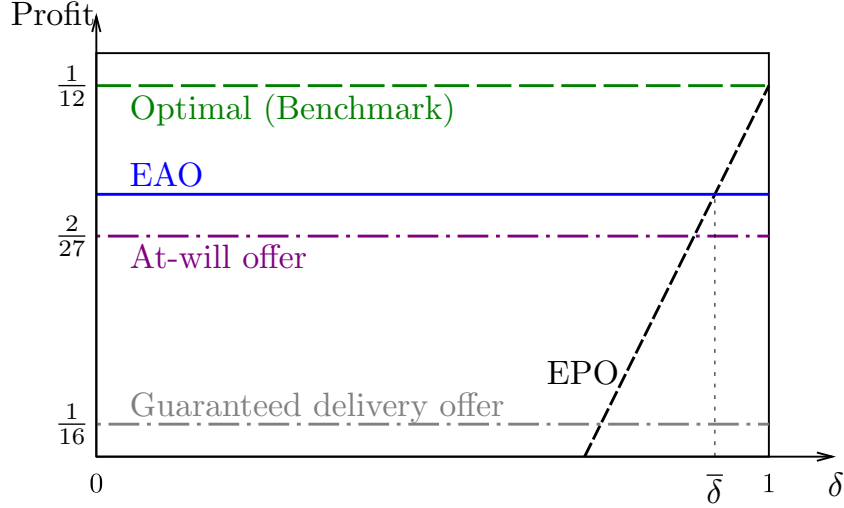 Profit
1/12
Optimal (Benchmark)
EAO
2/27
At-will offer
EPO
Guaranteed delivery offer
1/16
0
δ̅
1
δ